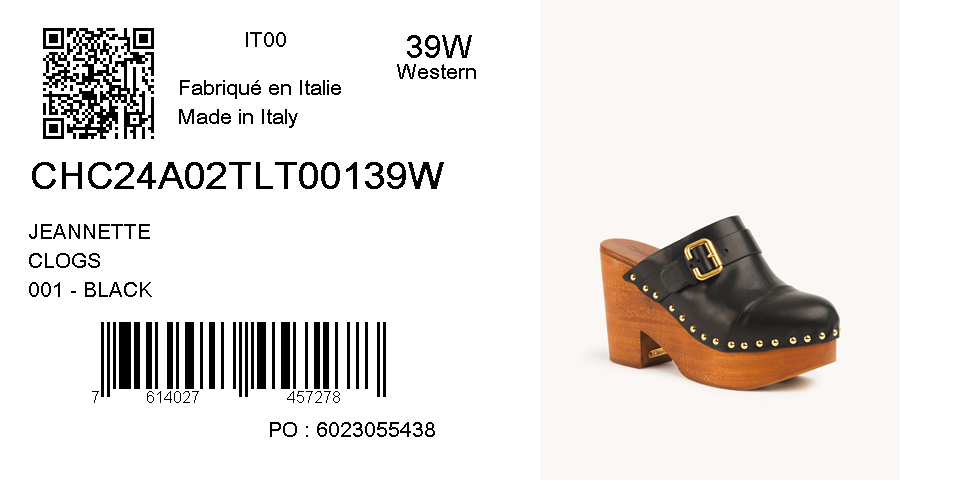 IT00
39W
Western
Fabriqué en Italie
Made in Italy
CHC24A02TLT00139W
JEANNETTE
CLOGS
001 - BLACK
7 614027 457278
PO : 6023055438